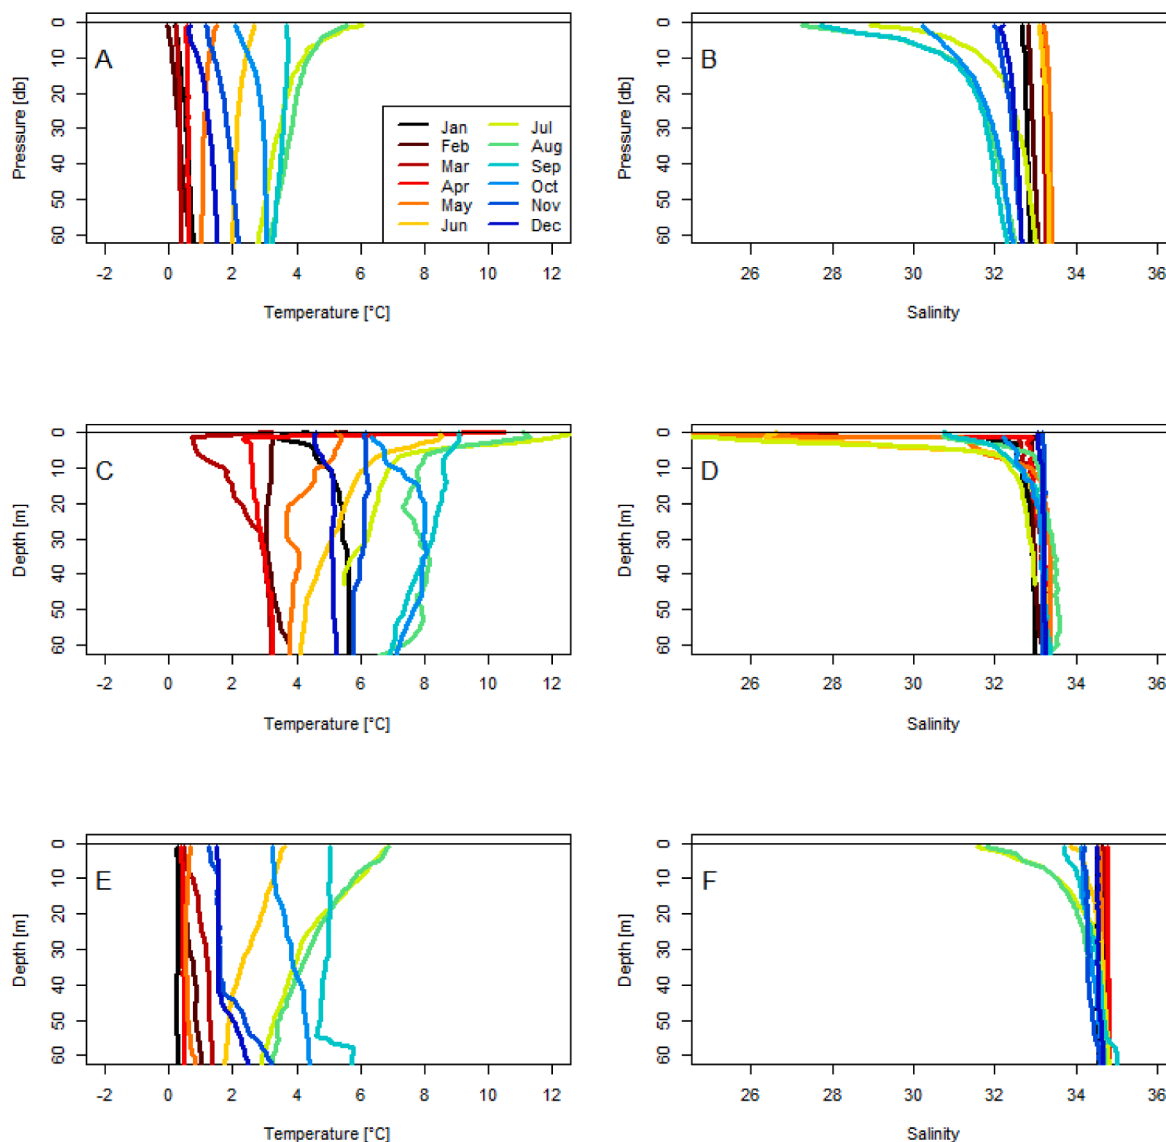 A
Pressure [db]
0
10
20
30
40
50
60
Jan Jul
Feb Aug
Mar Sep
Apr Oct
May Nov
Jun Dec
-2 0 2 4 6 8 10 12
Temperature [°C]
B
Pressure [db]
0
10
20
30
40
50
60
26 28 30 32 34 36
Salinity
C
Depth [m]
0
10
20
30
40
50
60
-2 0 2 4 6 8 10 12
Temperature [°C]
D
Depth [m]
0
10
20
30
40
50
60
26 28 30 32 34 36
Salinity
E
Depth [m]
0
10
20
30
40
50
60
-2 0 2 4 6 8 10 12
Temperature [°C]
F
Depth [m]
0
10
20
30
40
50
60
26 28 30 32 34 36
Salinity